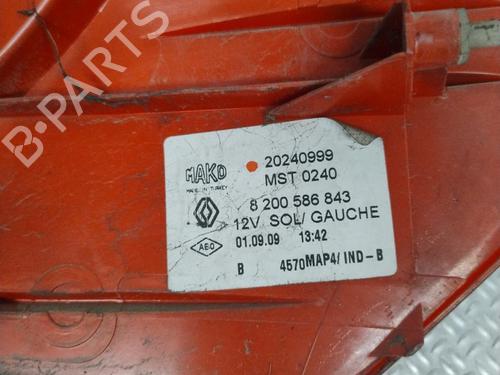 B-PARTS
MAKO
MADE IN TURKEY
20240999
MST 0240
8 200 586 843
12V SOL/ GAUCHE
AEO
01.09.09 13:42
B 4570MAP4/ IND-B